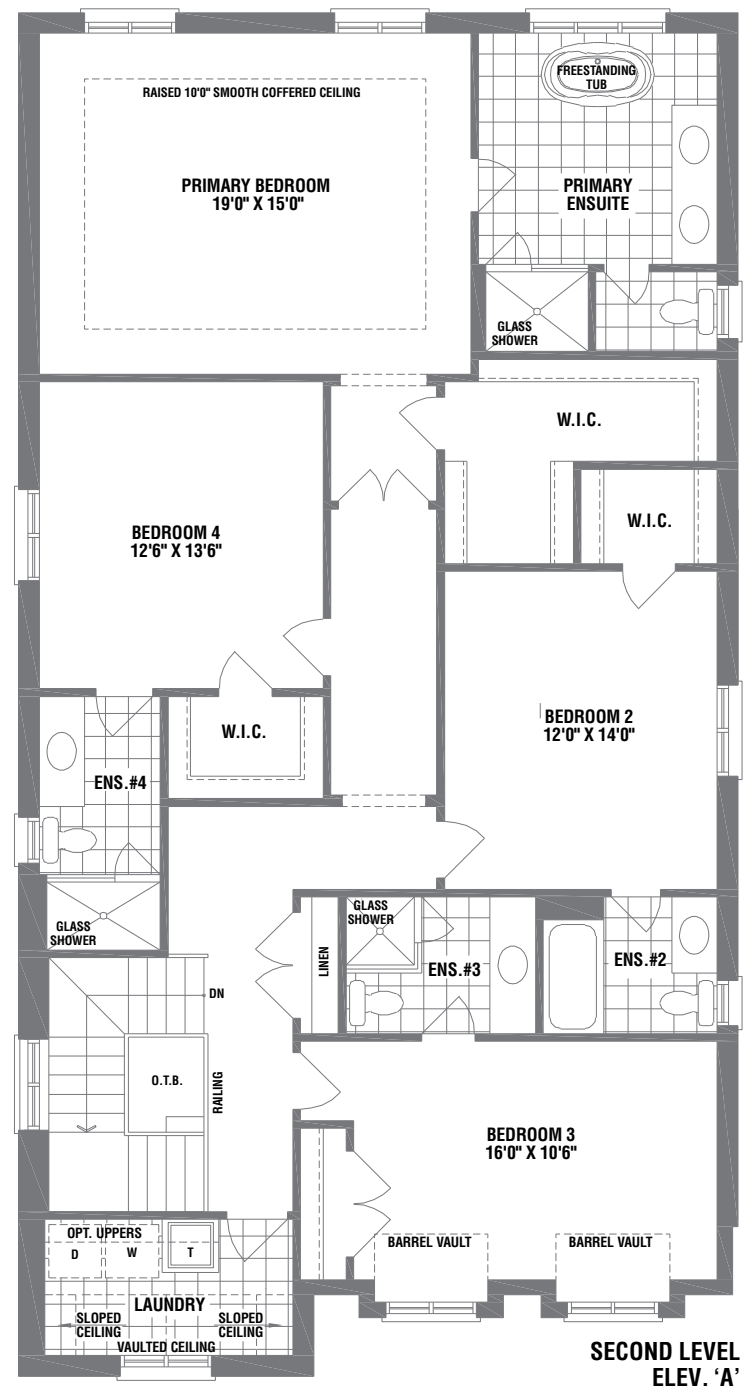 RAISED 10'0" SMOOTH COFFERED CEILING
PRIMARY BEDROOM
19'0" X 15'0"
FREESTANDING
TUB
PRIMARY
ENSUITE
GLASS
SHOWER
W.I.C.
W.I.C.
BEDROOM 4
12'6" X 13'6"
W.I.C.
BEDROOM 2
12'0" X 14'0"
ENS.#4
GLASS
SHOWER
GLASS
SHOWER
LINEN
ENS.#3
ENS.#2
DN
O.T.B.
RAILING
BEDROOM 3
16'0" X 10'6"
BARREL VAULT
BARREL VAULT
OPT. UPPERS
D
W
T
LAUNDRY
SLOPED
CEILING
SLOPED
CEILING
VAULTED CEILING
SECOND LEVEL
ELEV. ‘A’